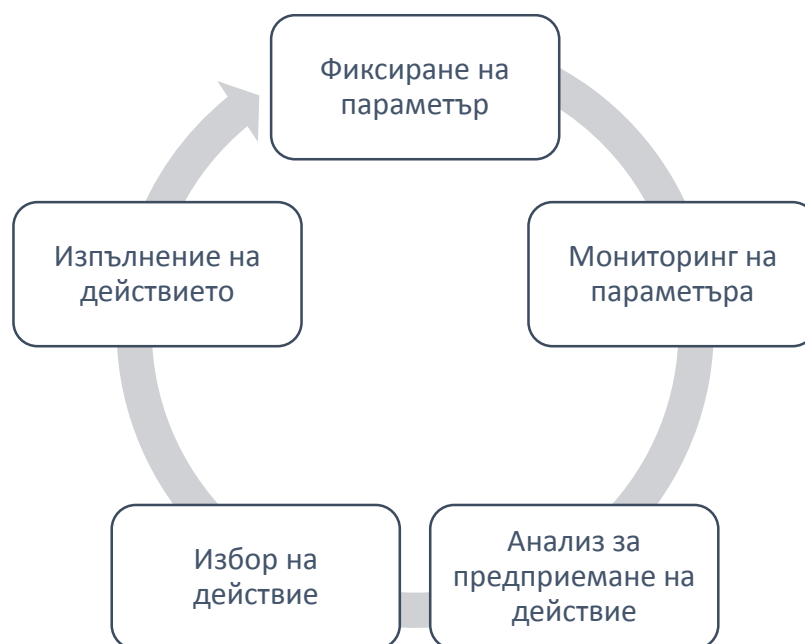 Фиксиране на
параметър
Мониторинг на
параметъра
Анализ за
предприемане на
действие
Избор на
действие
Изпълнение на
действието